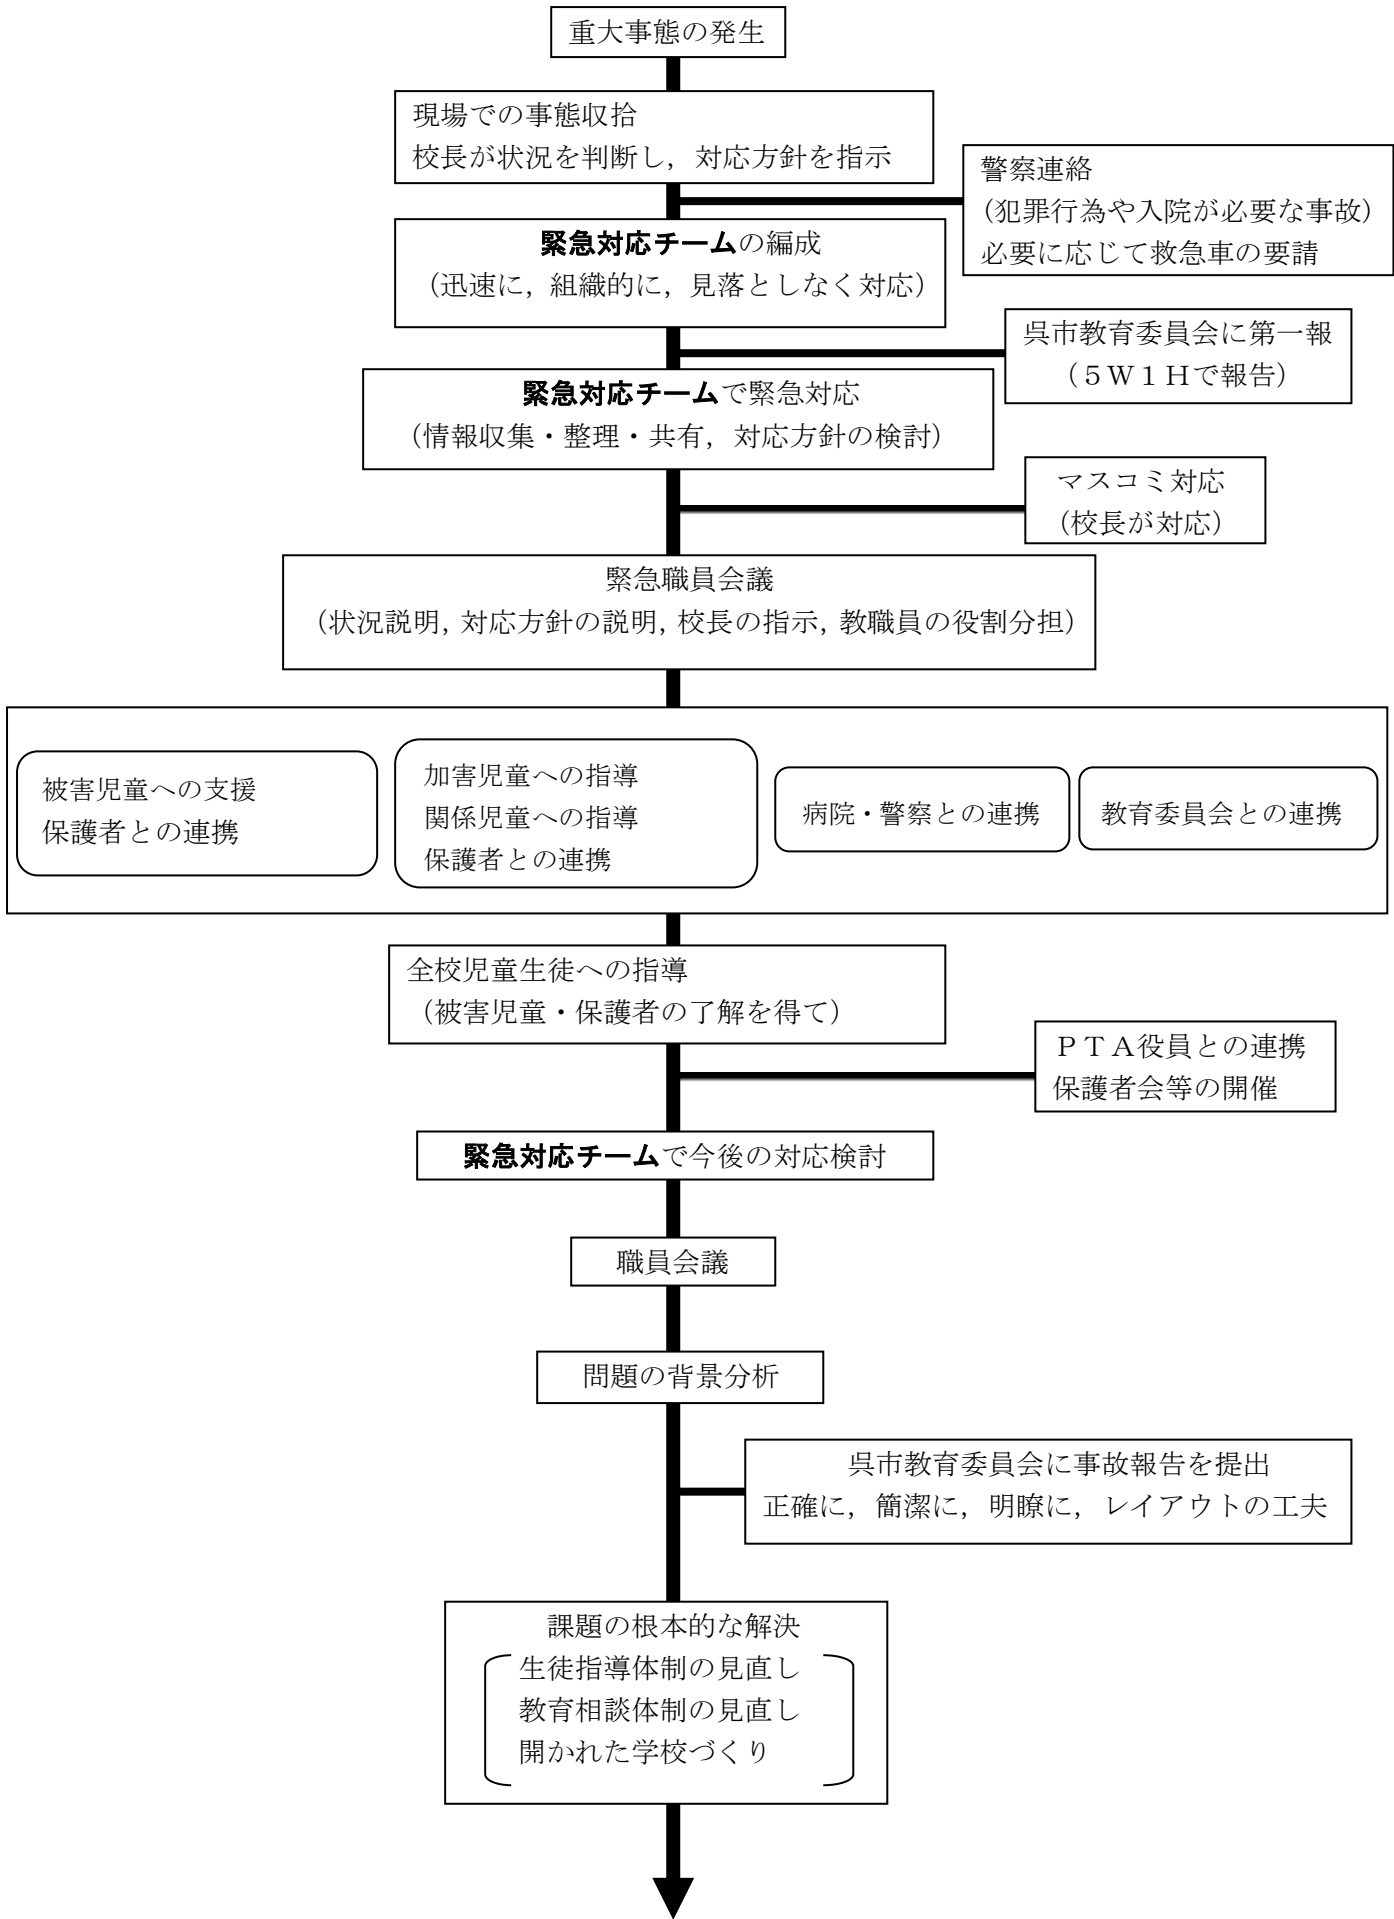 重大事態の発生
現場での事態収拾
校長が状況を判断し，対応方針を指示
警察連絡
（犯罪行為や入院が必要な事故）
必要に応じて救急車の要請
緊急対応チームの編成
（迅速に，組織的に，見落としなく対応）
呉市教育委員会に第一報
（５Ｗ１Ｈで報告）
緊急対応チームで緊急対応
（情報収集・整理・共有，対応方針の検討）
マスコミ対応
（校長が対応）
緊急職員会議
（状況説明，対応方針の説明，校長の指示，教職員の役割分担）
被害児童への支援
保護者との連携
加害児童への指導
関係児童への指導
保護者との連携
病院・警察との連携
教育委員会との連携
全校児童生徒への指導
（被害児童・保護者の了解を得て）
ＰＴＡ役員との連携
保護者会等の開催
緊急対応チームで今後の対応検討
職員会議
問題の背景分析
呉市教育委員会に事故報告を提出
正確に，簡潔に，明瞭に，レイアウトの工夫
課題の根本的な解決
生徒指導体制の見直し
教育相談体制の見直し
開かれた学校づくり